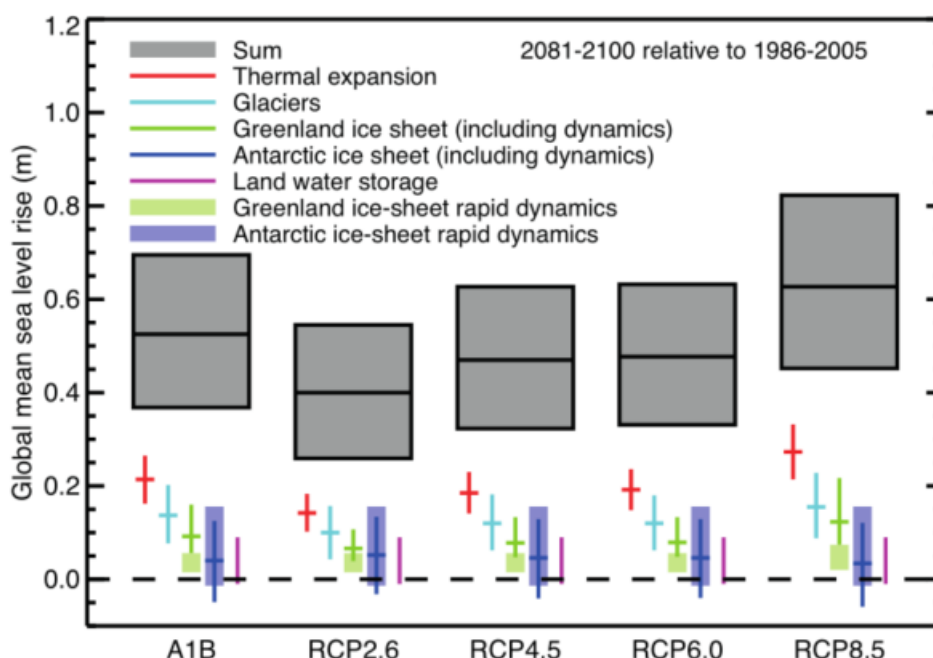 1.2
1.0
0.8
0.6
0.4
0.2
0.0
Global mean sea level rise (m)
Sum
2081-2100 relative to 1986-2005
Thermal expansion
Glaciers
Greenland ice sheet (including dynamics)
Antarctic ice sheet (including dynamics)
Land water storage
Greenland ice-sheet rapid dynamics
Antarctic ice-sheet rapid dynamics
A1B RCP2.6 RCP4.5 RCP6.0 RCP8.5